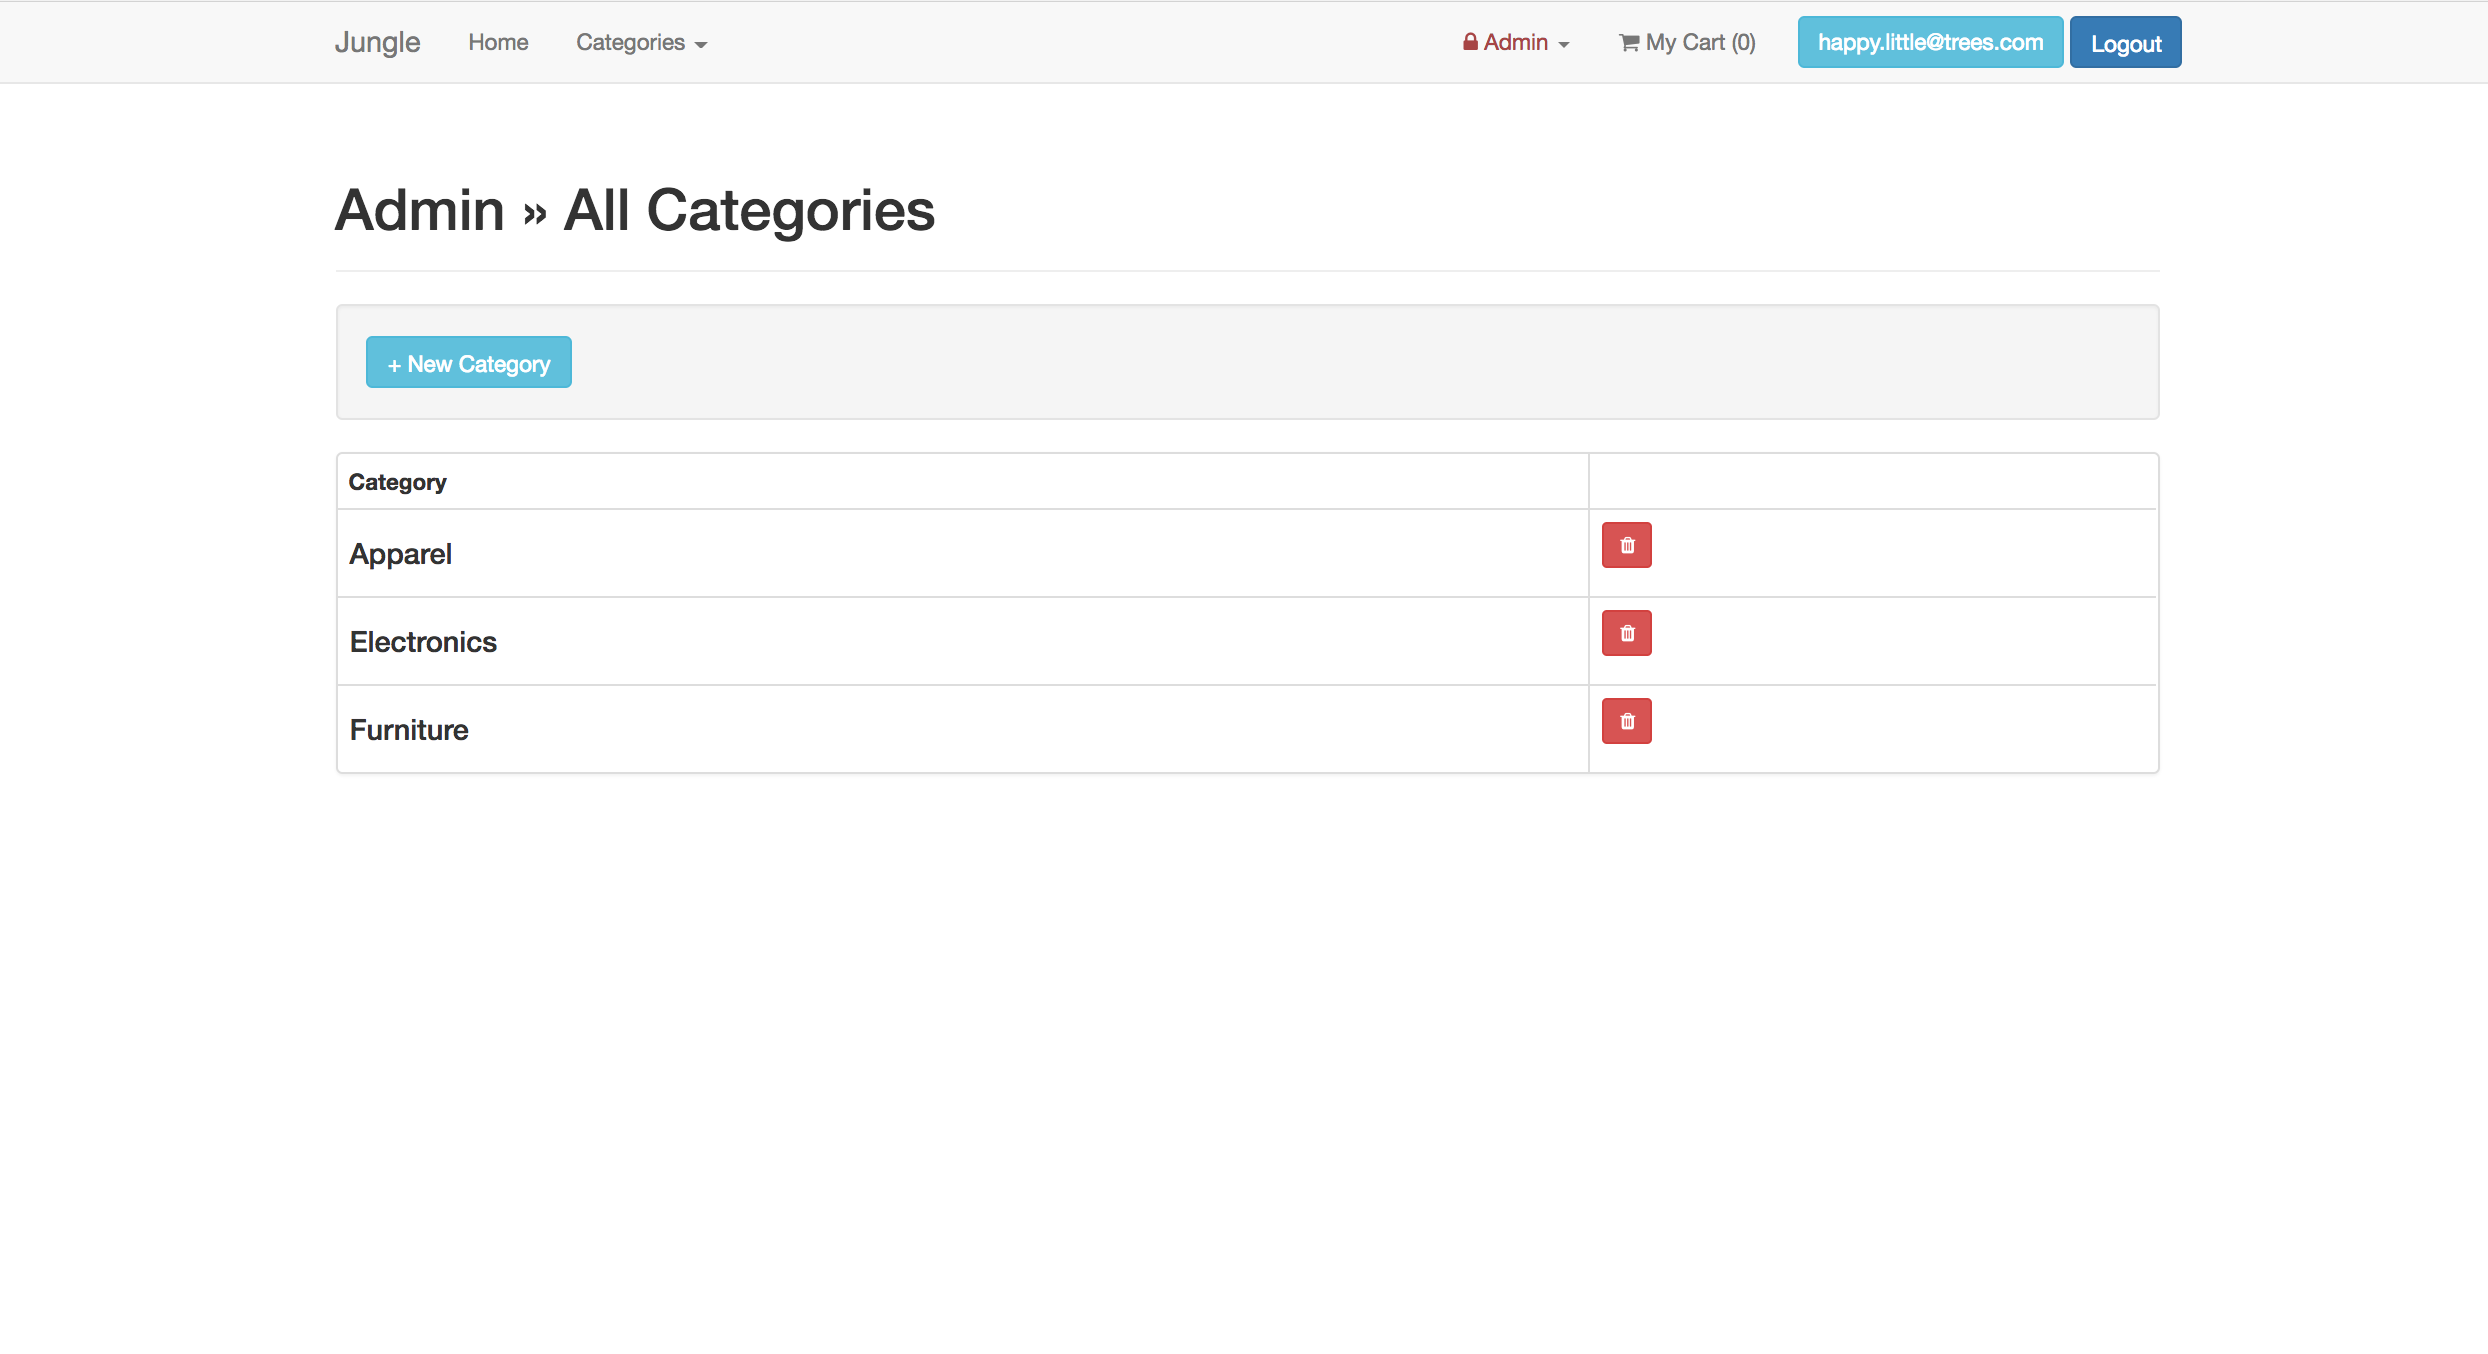 Jungle Home Categories Admin My Cart (0) happy.little@trees.com Logout
Admin » All Categories
+ New Category
Category
Apparel
Electronics
Furniture